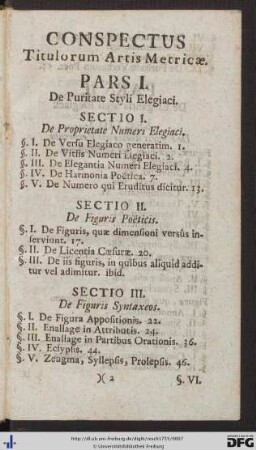 CONSPECTUS
Titulorum Artis Metricæ.
PARS I.
De Puritate Styli Elegiaci.
SECTIO I.
De Proprietate Numeri Elegiaci.
§. I. De Versu Elegiaco generatim. 1.
§. II. De Vitiis Numeri Elegiaci. 2.
§. III. De Elegantia Numeri Elegiaci. 4.
§. IV. De Harmonia Poëtica. 7.
§. V. De Numero qui Eruditus dicitur. 13.
SECTIO II.
De Figuris Poëticis.
§. I. De Figuris, quæ dimensioni versûs in-
serviunt. 17.
§. II. De Licentia Cæsuræ. 20.
§. III. De iis figuris, in quibus aliquid addi-
tur vel adimitur. ibid.
SECTIO III.
De Figuris Syntaxeos.
§. I. De Figura Appositionis. 22.
§. II. Enallage in Attributis. 24.
§. III. Enallage in Partibus Orationis. 36.
§. IV. Eclypsis. 44.
§. V. Zeugma, Syllepsis, Prolepsis. 46.
)( 2 §. VI.
© Universitätsbibliothek Freiburg
DFG